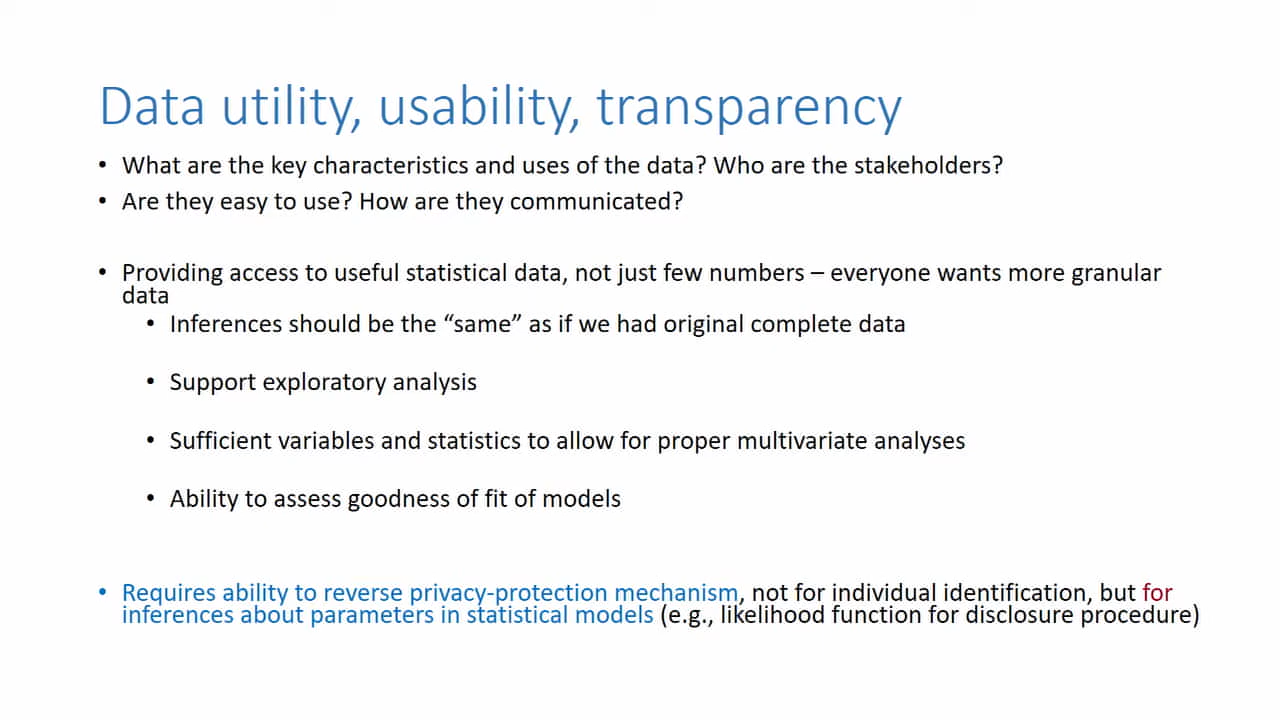 Data utility, usability, transparency
• What are the key characteristics and uses of the data? Who are the stakeholders?
• Are they easy to use? How are they communicated?
• Providing access to useful statistical data, not just few numbers – everyone wants more granular
data
• Inferences should be the “same” as if we had original complete data
• Support exploratory analysis
• Sufficient variables and statistics to allow for proper multivariate analyses
• Ability to assess goodness of fit of models
• Requires ability to reverse privacy-protection mechanism, not for individual identification, but for
inferences about parameters in statistical models (e.g., likelihood function for disclosure procedure)